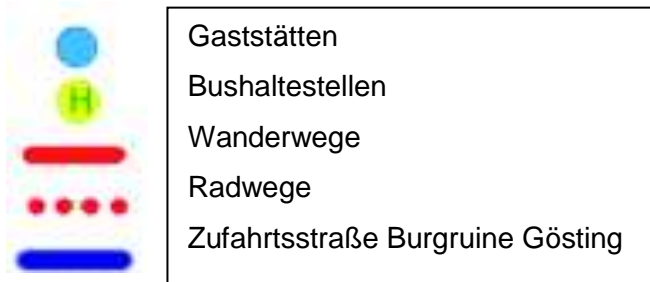 Gaststätten
H Bushaltestellen
Wanderwege
Radwege
Zufahrtsstraße Burgruine Gösting